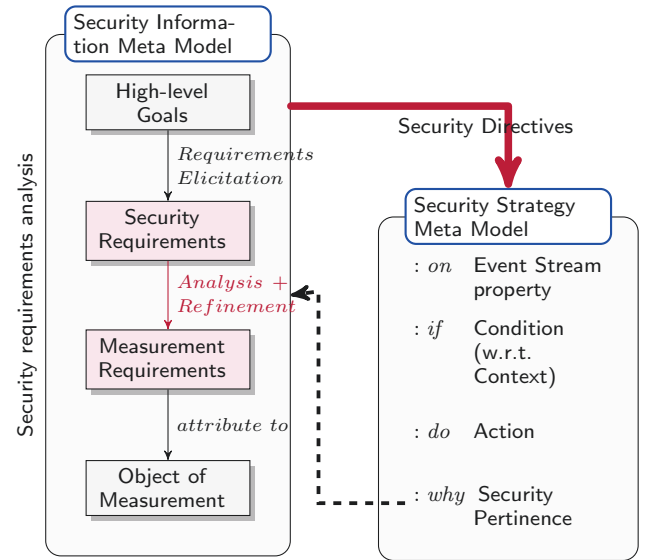 Security Informa-
tion Meta Model
High-level
Goals
Requirements
Elicitation
Security
Requirements
Analysis +
Refinement
Measurement
Requirements
attribute to
Object of
Measurement
Security requirements analysis
Security Directives
Security Strategy
Meta Model
: on Event Stream
property
: if Condition
(w.r.t.
Context)
: do Action
: why Security
Pertinence